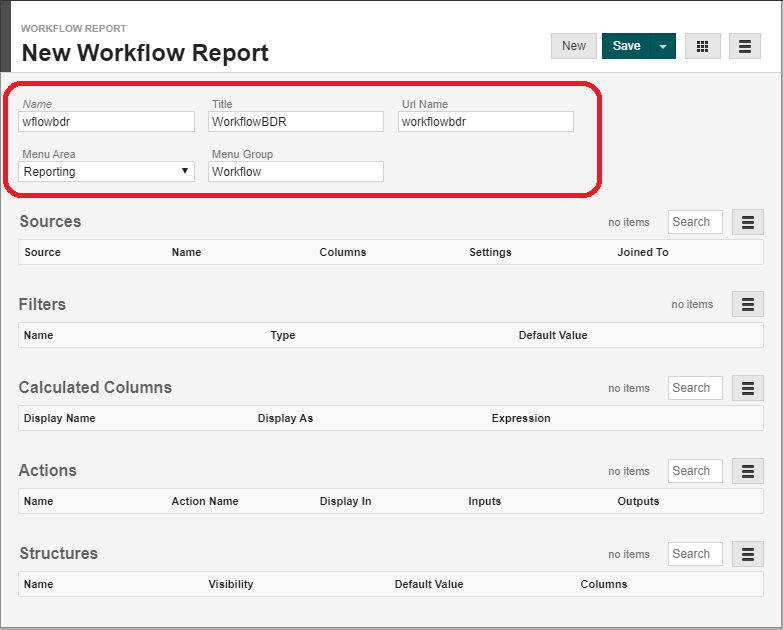 WORKFLOW REPORT
New Workflow Report
New Save
Name Title Url Name
wflowbdr WorkflowBDR workflowbdr
Menu Area Menu Group
Reporting Workflow
Sources no items Search
Source Name Columns Settings Joined To
Filters no items
Name Type Default Value
Calculated Columns no items Search
Display Name Display As Expression
Actions no items Search
Name Action Name Display In Inputs Outputs
Structures no items Search
Name Visibility Default Value Columns